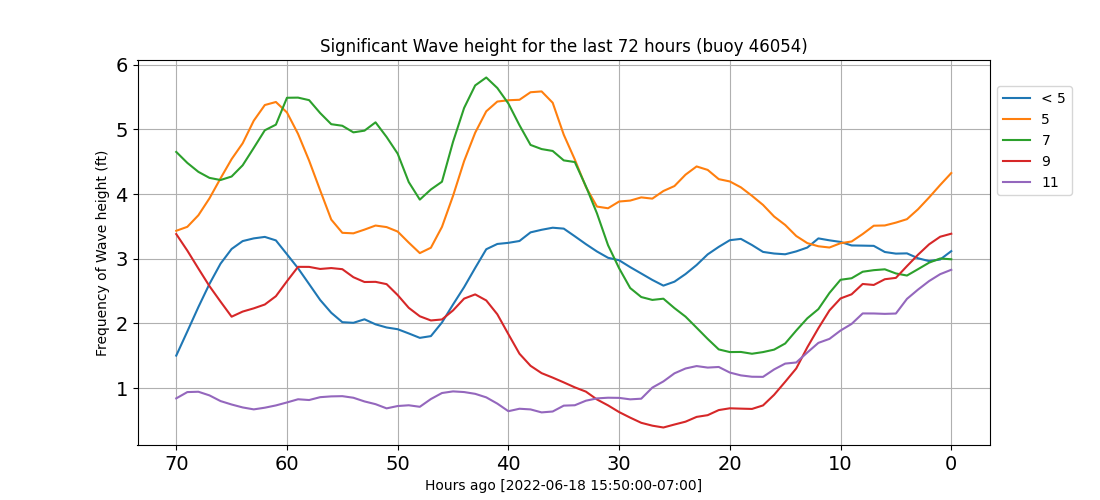 Significant Wave height for the last 72 hours (buoy 46054)
Frequency of Wave height (ft)
6
5
4
3
2
1
70 60 50 40 30 20 10 0
Hours ago [2022-06-18 15:50:00-07:00]
< 5
5
7
9
11